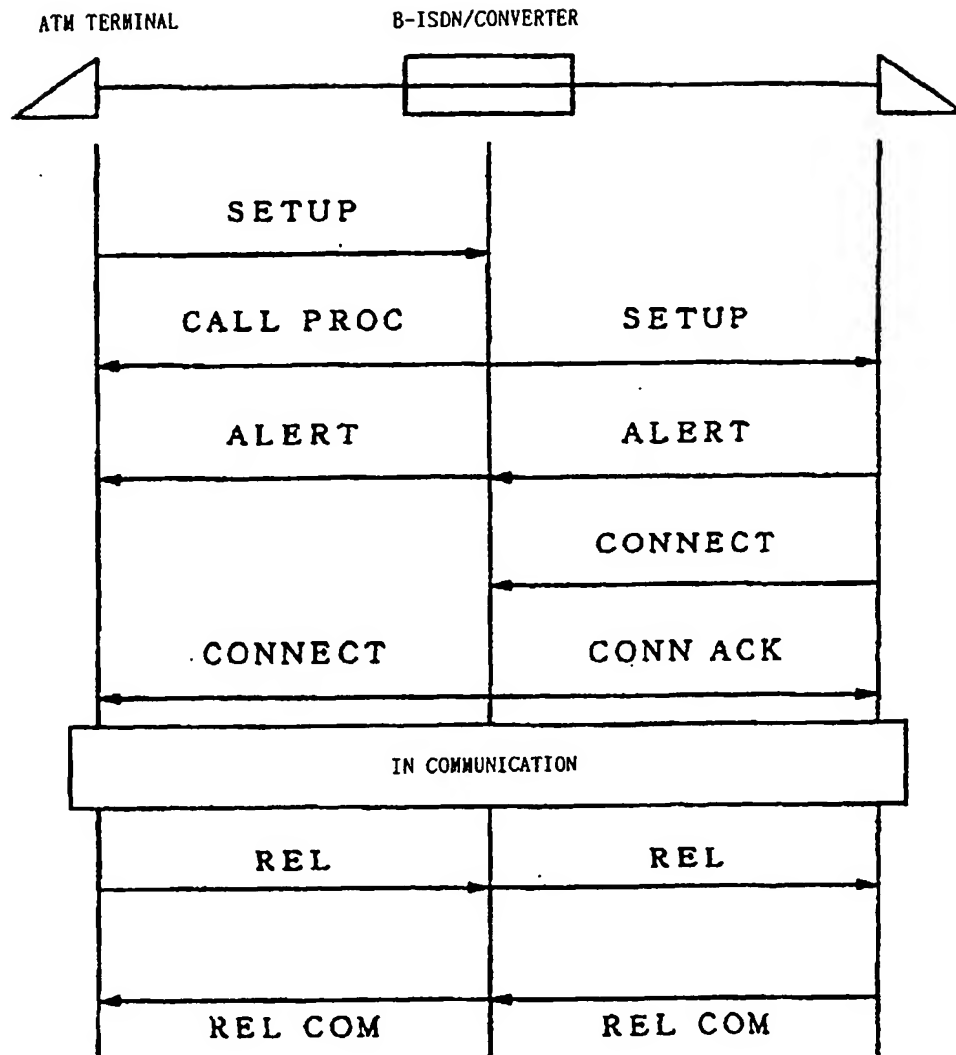 ATM TERMINAL
B-ISDN/CONVERTER
SETUP
CALL PROC
SETUP
ALERT
ALERT
CONNECT
CONNECT
CONN ACK
IN COMMUNICATION
REL
REL
REL COM
REL COM